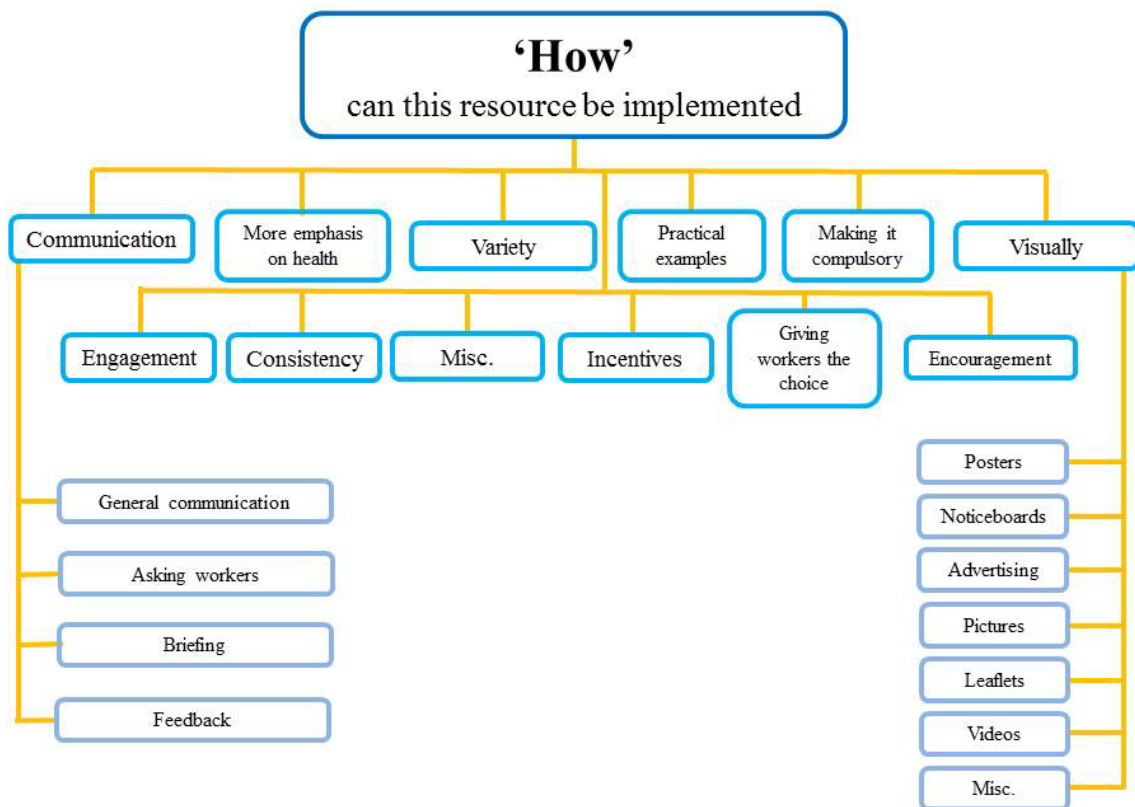 ‘How’
can this resource be implemented
Communication
More emphasis
on health
Variety
Practical
examples
Making it
compulsory
Visually
Engagement
Consistency
Misc.
Incentives
Giving
workers the
choice
Encouragement
General communication
Asking workers
Briefing
Feedback
Posters
Noticeboards
Advertising
Pictures
Leaflets
Videos
Misc.